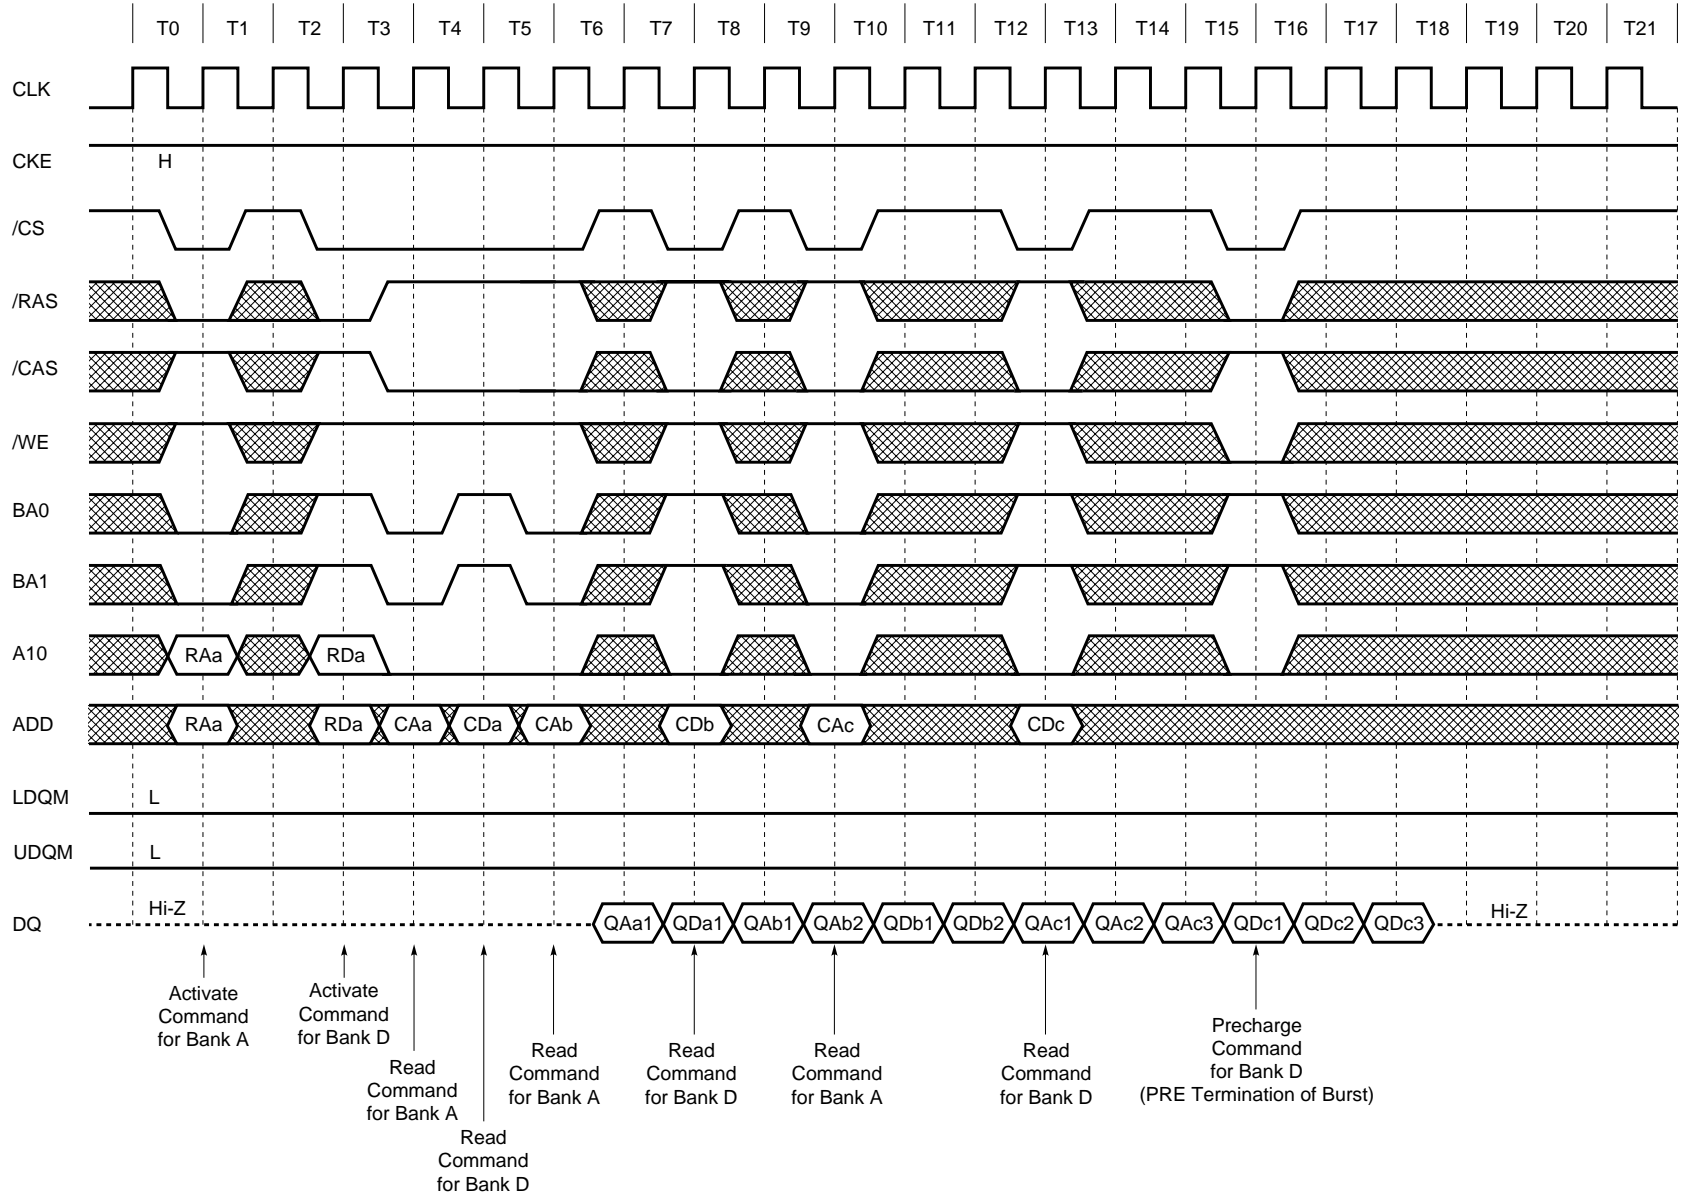 T0 T1 T2 T3 T4 T5 T6 T7 T8 T9 T10 T11 T12 T13 T14 T15 T16 T17 T18 T19 T20 T21
CLK
CKE H
/CS
/RAS
/CAS
/WE
BA0
BA1
A10 RAa RDa
ADD RAa RDa CAa CDa CAb CDb CAc CDc
LDQM L
UDQM L
DQ Hi-Z QAa1 QDa1 QAb1 QAb2 QDb1 QDb2 QAc1 QAc2 QAc3 QDc1 QDc2 QDc3 Hi-Z
Activate
Command
for Bank A
Activate
Command
for Bank D
Read
Command
for Bank A
Read
Command
for Bank D
Read
Command
for Bank A
Read
Command
for Bank D
Read
Command
for Bank A
Read
Command
for Bank D
Precharge
Command
for Bank D
(PRE Termination of Burst)